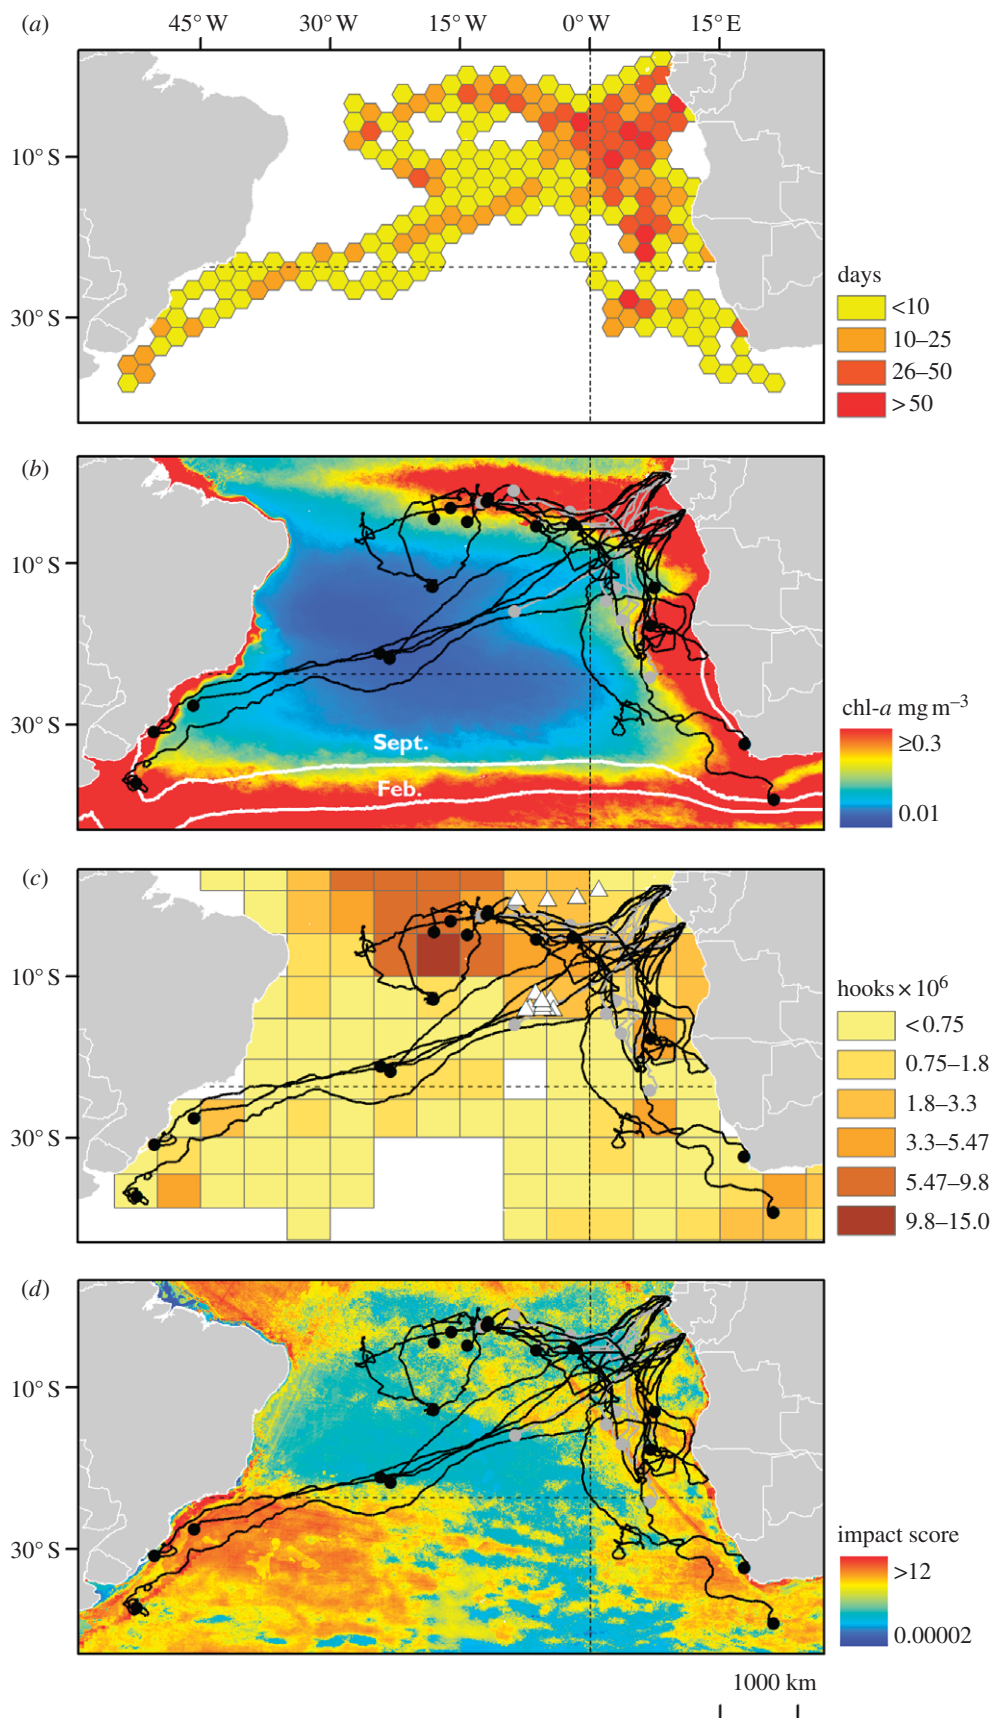 (a)
45° W
30° W
15° W
0° W
15° E
10° S
30° S
days
<10
10–25
26–50
>50
(b)
10° S
30° S
Sept.
Feb.
chl-a mg m⁻³
≥0.3
0.01
(c)
10° S
30° S
hooks × 10⁶
<0.75
0.75–1.8
1.8–3.3
3.3–5.47
5.47–9.8
9.8–15.0
(d)
10° S
30° S
impact score
>12
0.00002
1000 km